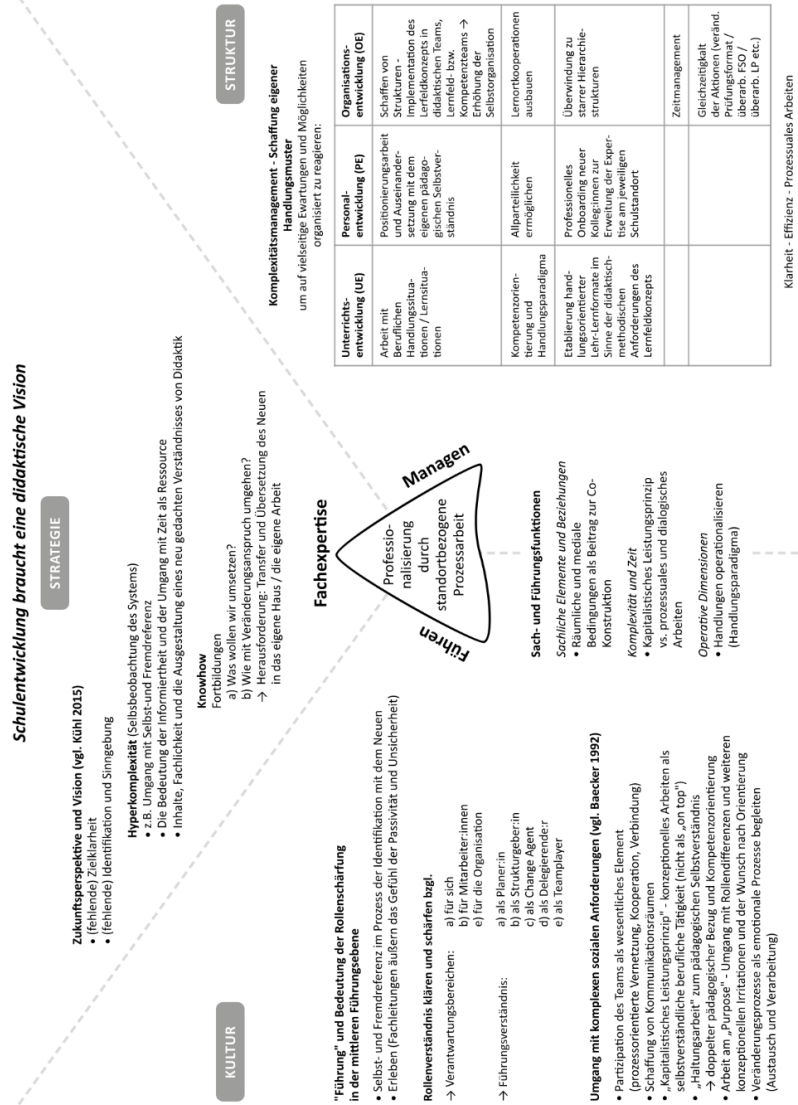 Schulentwicklung braucht eine didaktische Vision
STRATEGIE
Zukunftsperspektive und Vision (vgl. Kühl 2015)
• (fehlende) Zielklarheit
• (fehlende) Identifikation und Sinngebung
Hyperkomplexität (Selbsbeobachtung des Systems)
• z.B. Umgang mit Selbst-und Fremdreferenz
• Die Bedeutung der Informiertheit und der Umgang mit Zeit als Ressource
• Inhalte, Fachlichkeit und die Ausgestaltung eines neu gedachten Verständnisses von Didaktik
Knowhow
Fortbildungen
a) Was wollen wir umsetzen?
b) Wie mit Veränderungsanspruch umgehen?
→ Herausforderung: Transfer und Übersetzung des Neuen
in das eigene Haus / die eigene Arbeit
KULTUR
"Führung" und Bedeutung der Rollenschärfung
in der mittleren Führungsebene
• Selbst- und Fremdreferenz im Prozess der Identifikation mit dem Neuen
• Erleben (Fachleitungen äußern das Gefühl der Passivität und Unsicherheit)
Rollenverständnis klären und schärfen bzgl.
→ Verantwartungsbereichen:
a) für sich
b) für Mitarbeiter:innen
e) für die Organisation
→ Führungsverständnis:
a) als Planer:in
b) als Strukturgeber:in
c) als Change Agent
d) als Delegierende:r
e) als Teamplayer
Umgang mit komplexen sozialen Anforderungen (vgl. Baecker 1992)
• Partizipation des Teams als wesentliches Element
(prozessorientierte Vernetzung, Kooperation, Verbindung)
• Schaffung von Kommunikationsräumen
• „Kapitalistisches Leistungsprinzip" - konzeptionelles Arbeiten als
selbstverständliche berufliche Tätigkeit (nicht als „on top")
• „Haltungsarbeit" zum pädagogischen Selbstverständnis
→ doppelter pädagogischer Bezug und Kompetenzorientierung
• Arbeit am „Purpose" - Umgang mit Rollendifferenzen und weiteren
konzeptionellen Irritationen und der Wunsch nach Orientierung
• Veränderungsprozesse als emotionale Prozesse begleiten
(Austausch und Verarbeitung)
Fachexpertise
Führen
Managen
Professio-
nalisierung
durch
standortbezogene
Prozessarbeit
Sach- und Führungsfunktionen
Sachliche Elemente und Beziehungen
• Räumliche und mediale
Bedingungen als Beitrag zur Co-
Konstruktion
Komplexität und Zeit
• Kapitalistisches Leistungsprinzip
vs. prozessuales und dialogisches
Arbeiten
Operative Dimensionen
• Handlungen operationalisieren
(Handlungsparadigma)
STRUKTUR
Komplexitätsmanagement - Schaffung eigener
Handlungsmuster
um auf vielseitige Ewartungen und Möglichkeiten
organisiert zu reagieren:
Unterrichts-
entwicklung (UE)
Personal-
entwicklung (PE)
Organisations-
entwicklung (OE)
Arbeit mit
Beruflichen
Handlungssitua-
tionen / Lernsitua-
tionen
Positionierungsarbeit
und Auseinander-
setzung mit dem
eigenen pädago-
gischen Selbstver-
ständnis
Schaffen von
Strukturen -
Implementation des
Lerfeldkonzepts in
didaktischen Teams,
Lernfeld- bzw.
Kompetenzteams →
Erhöhung der
Selbstorganisation
Kompetenzorien-
tierung und
Handlungsparadigma
Allparteilichkeit
ermöglichen
Lernortkooperationen
ausbauen
Etablierung hand-
lungsorientierter
Lehr-Lernformate im
Sinne der didaktisch-
methodischen
Anforderungen des
Lernfeldkonzepts
Professionelles
Onboarding neuer
Kolleg:innen zur
Erweitung der Exper-
tise am jeweiligen
Schulstandort
Überwindung zu
starrer Hierarchie-
strukturen
Zeitmanagement
Gleichzeitigkalt
der Aktionen (veränd.
Prüfungsformat /
überarb. FSO /
überarb. LP etc.)
Klarheit - Effizienz - Prozessuales Arbeiten